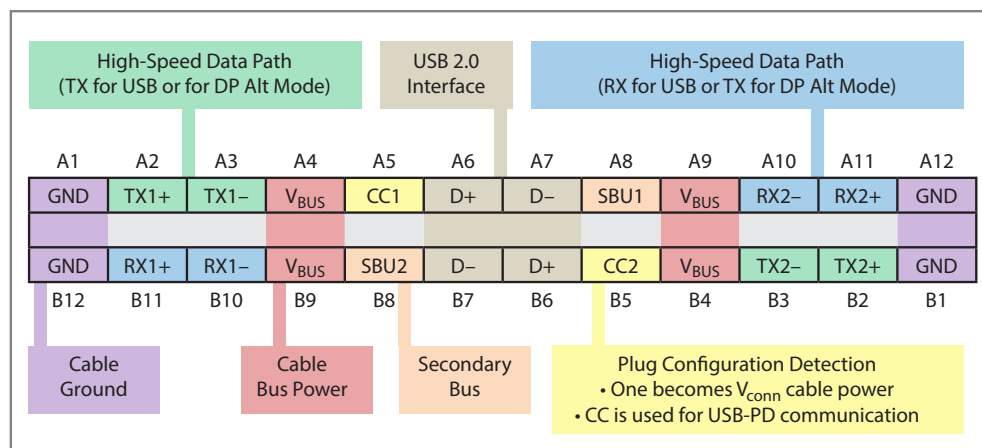 High-Speed Data Path
(TX for USB or for DP Alt Mode)
USB 2.0
Interface
High-Speed Data Path
(RX for USB or TX for DP Alt Mode)
A1 A2 A3 A4 A5 A6 A7 A8 A9 A10 A11 A12
GND TX1+ TX1– VBUS CC1 D+ D– SBU1 VBUS RX2– RX2+ GND
GND RX1+ RX1– VBUS SBU2 D– D+ CC2 VBUS TX2– TX2+ GND
B12 B11 B10 B9 B8 B7 B6 B5 B4 B3 B2 B1
Cable
Ground
Cable
Bus Power
Secondary
Bus
Plug Configuration Detection
• One becomes Vconn cable power
• CC is used for USB-PD communication